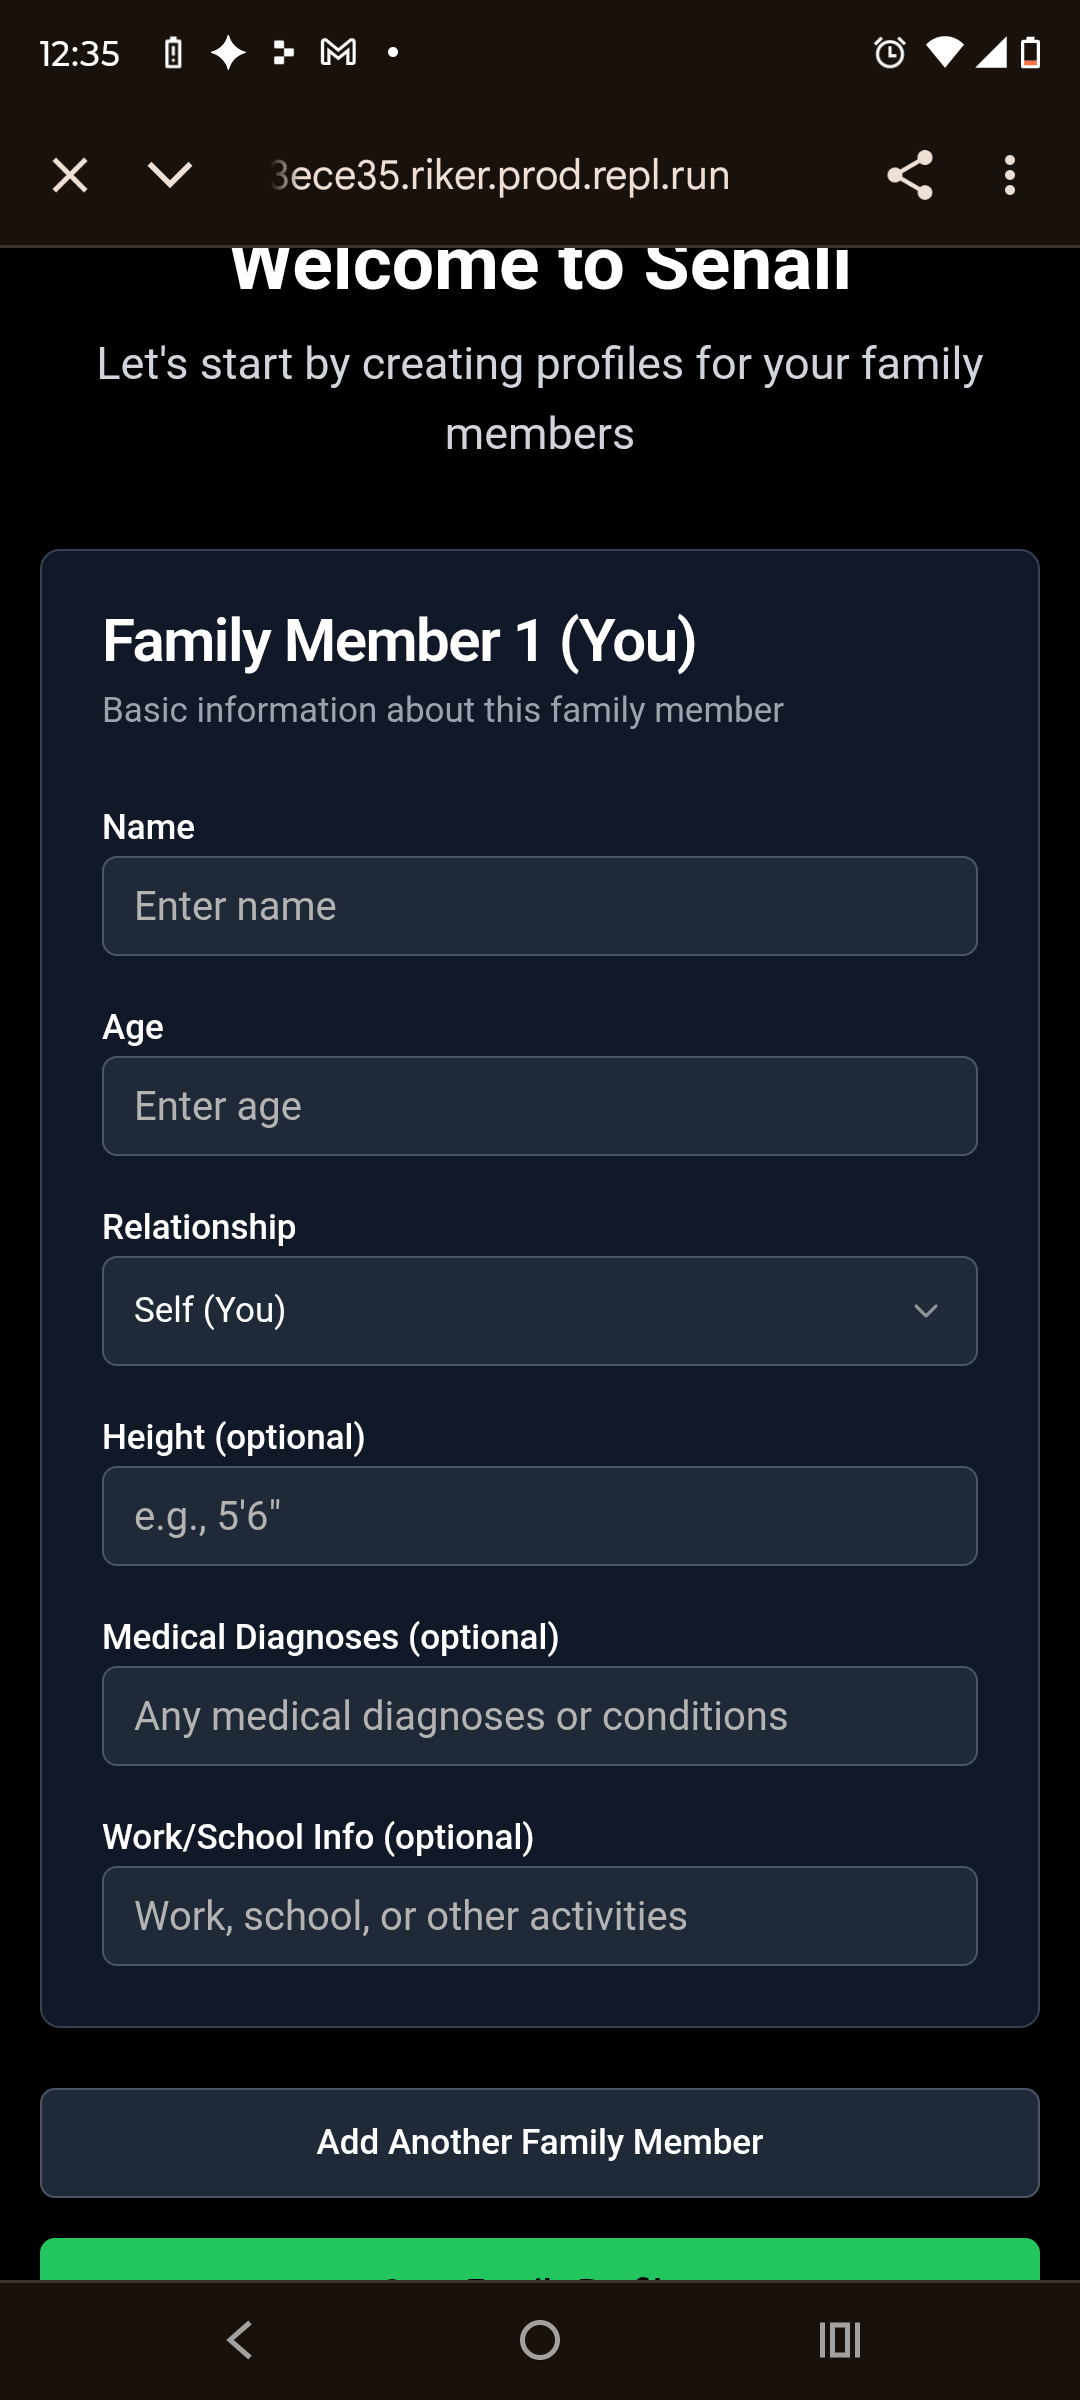 12:35
3ece35.riker.prod.repl.run
Welcome to Senali
Let's start by creating profiles for your family
members
Family Member 1 (You)
Basic information about this family member
Name
Enter name
Age
Enter age
Relationship
Self (You)
Height (optional)
e.g., 5'6"
Medical Diagnoses (optional)
Any medical diagnoses or conditions
Work/School Info (optional)
Work, school, or other activities
Add Another Family Member